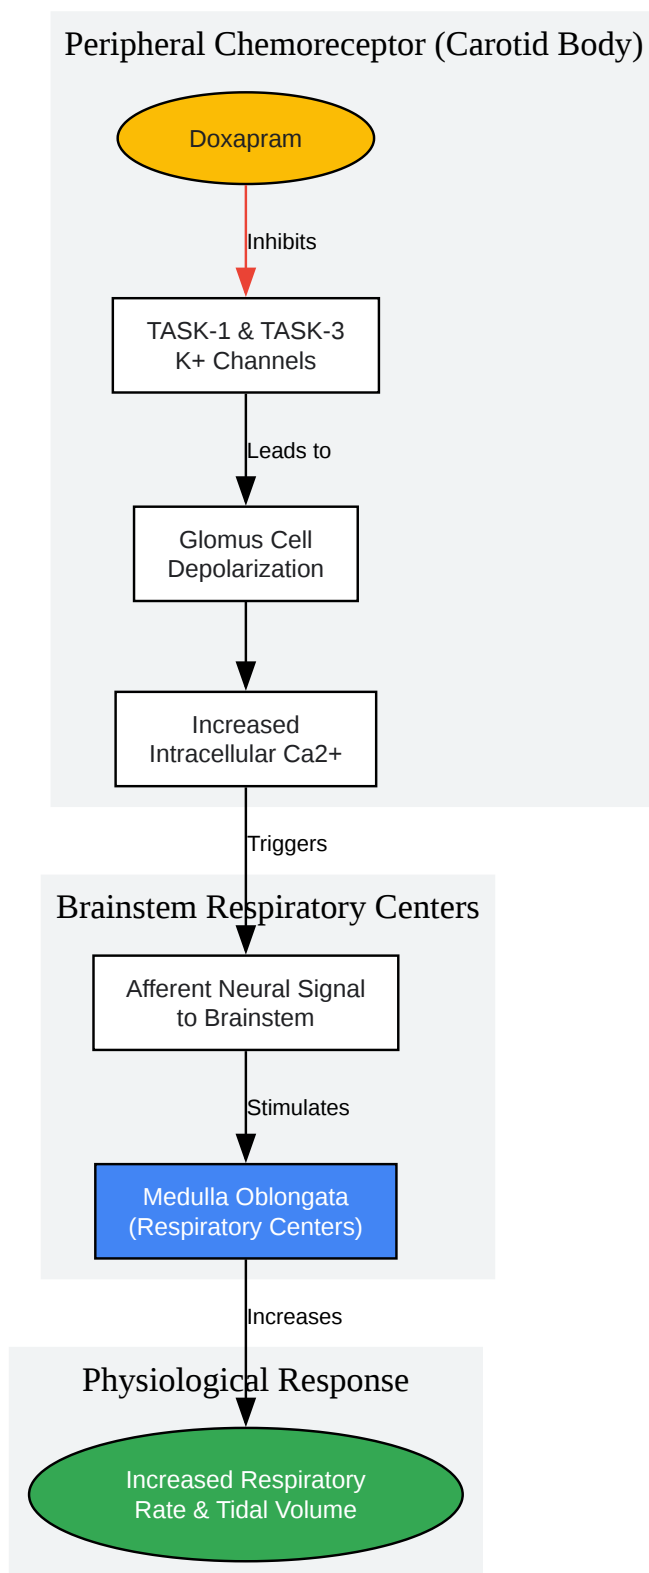 Peripheral Chemoreceptor (Carotid Body)
Doxapram
Inhibits
TASK-1 & TASK-3
K+ Channels
Leads to
Glomus Cell
Depolarization
Increased
Intracellular Ca2+
Triggers
Brainstem Respiratory Centers
Afferent Neural Signal
to Brainstem
Stimulates
Medulla Oblongata
(Respiratory Centers)
Increases
Physiological Response
Increased Respiratory
Rate & Tidal Volume